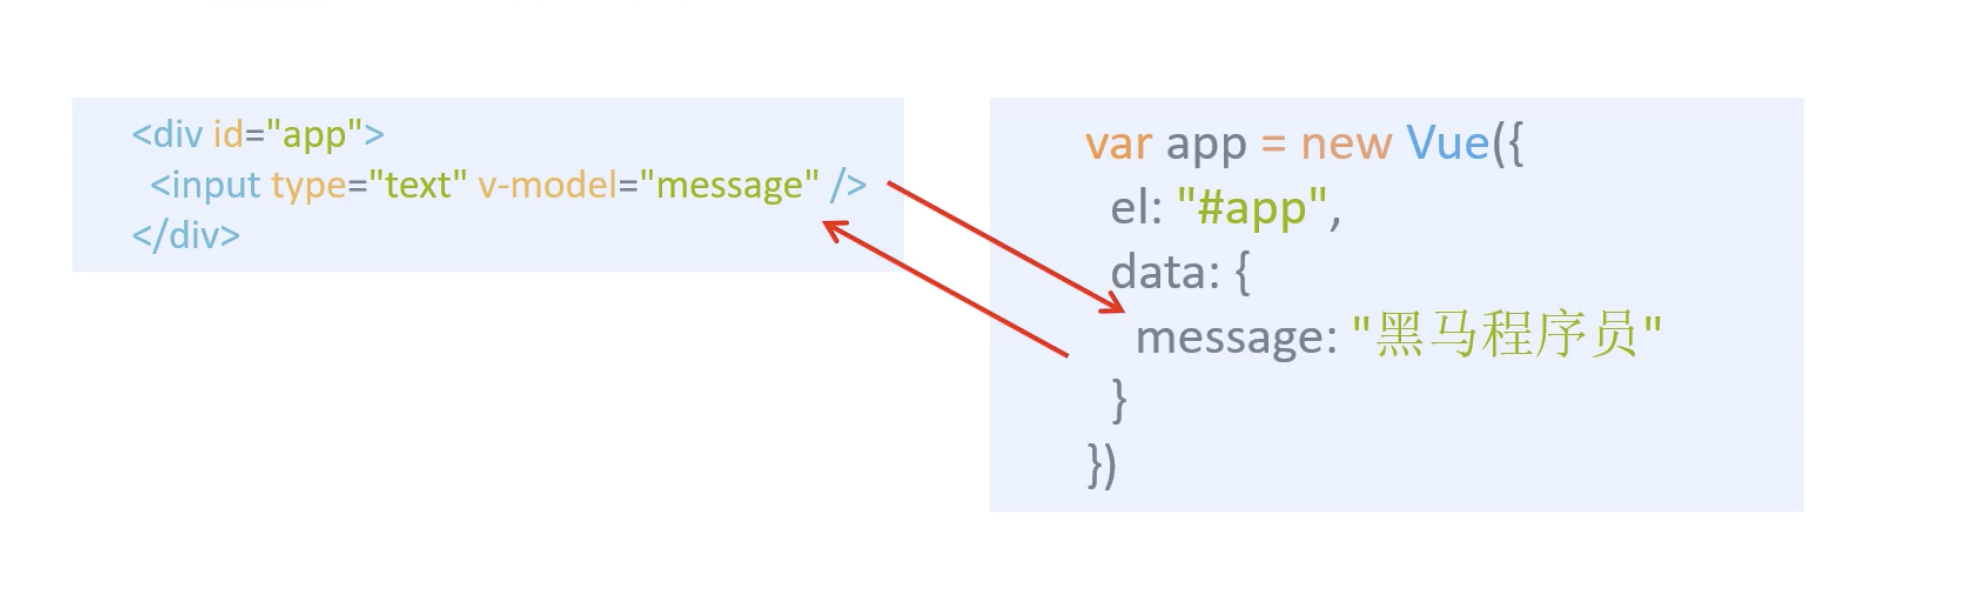 <div id="app">
<input type="text" v-model="message" />
</div>
var app = new Vue({
el: "#app",
data: {
message: "黑马程序员"
}
})